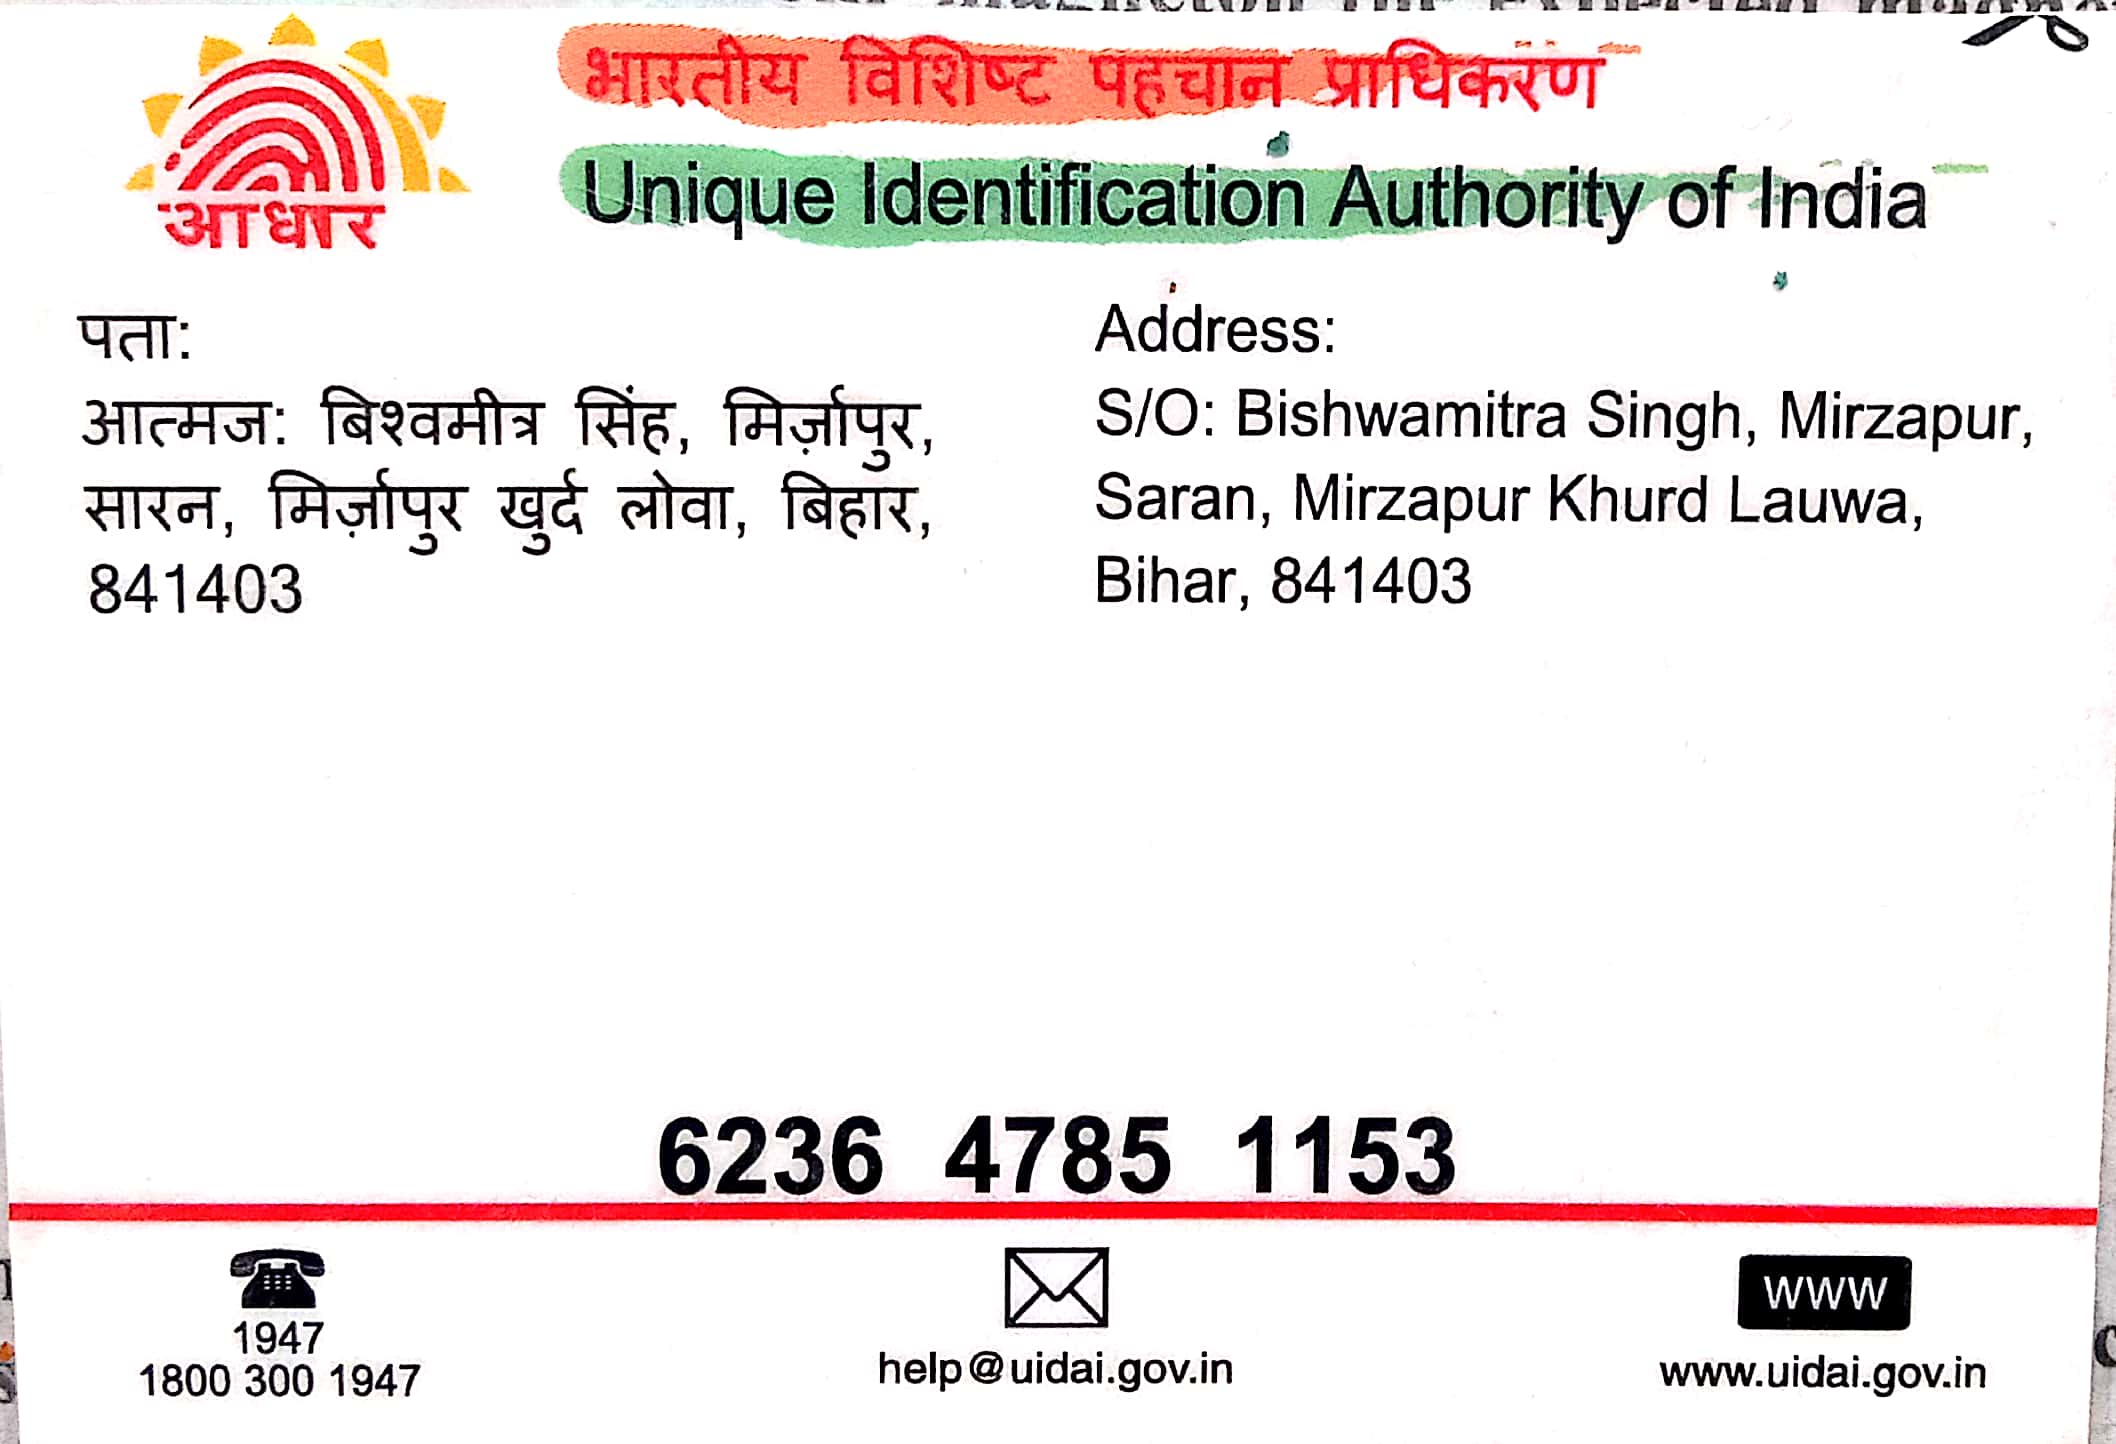 आधार
भारतीय विशिष्ट पहचान प्राधिकरण
Unique Identification Authority of India
पता:
आत्मज: बिश्वमीत्र सिंह, मिर्ज़ापुर,
सारन, मिर्ज़ापुर खुर्द लोवा, बिहार,
841403
Address:
S/O: Bishwamitra Singh, Mirzapur,
Saran, Mirzapur Khurd Lauwa,
Bihar, 841403
6236 4785 1153
1947
1800 300 1947
help@uidai.gov.in
WWW
www.uidai.gov.in